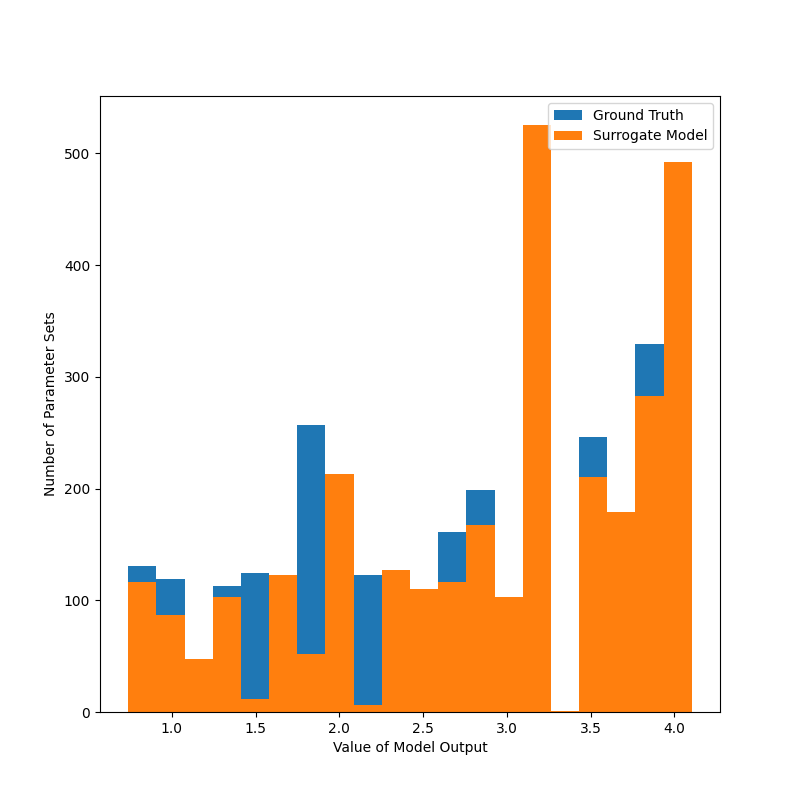 Ground Truth
Surrogate Model
500
400
300
200
100
0
Number of Parameter Sets
1.0 1.5 2.0 2.5 3.0 3.5 4.0
Value of Model Output